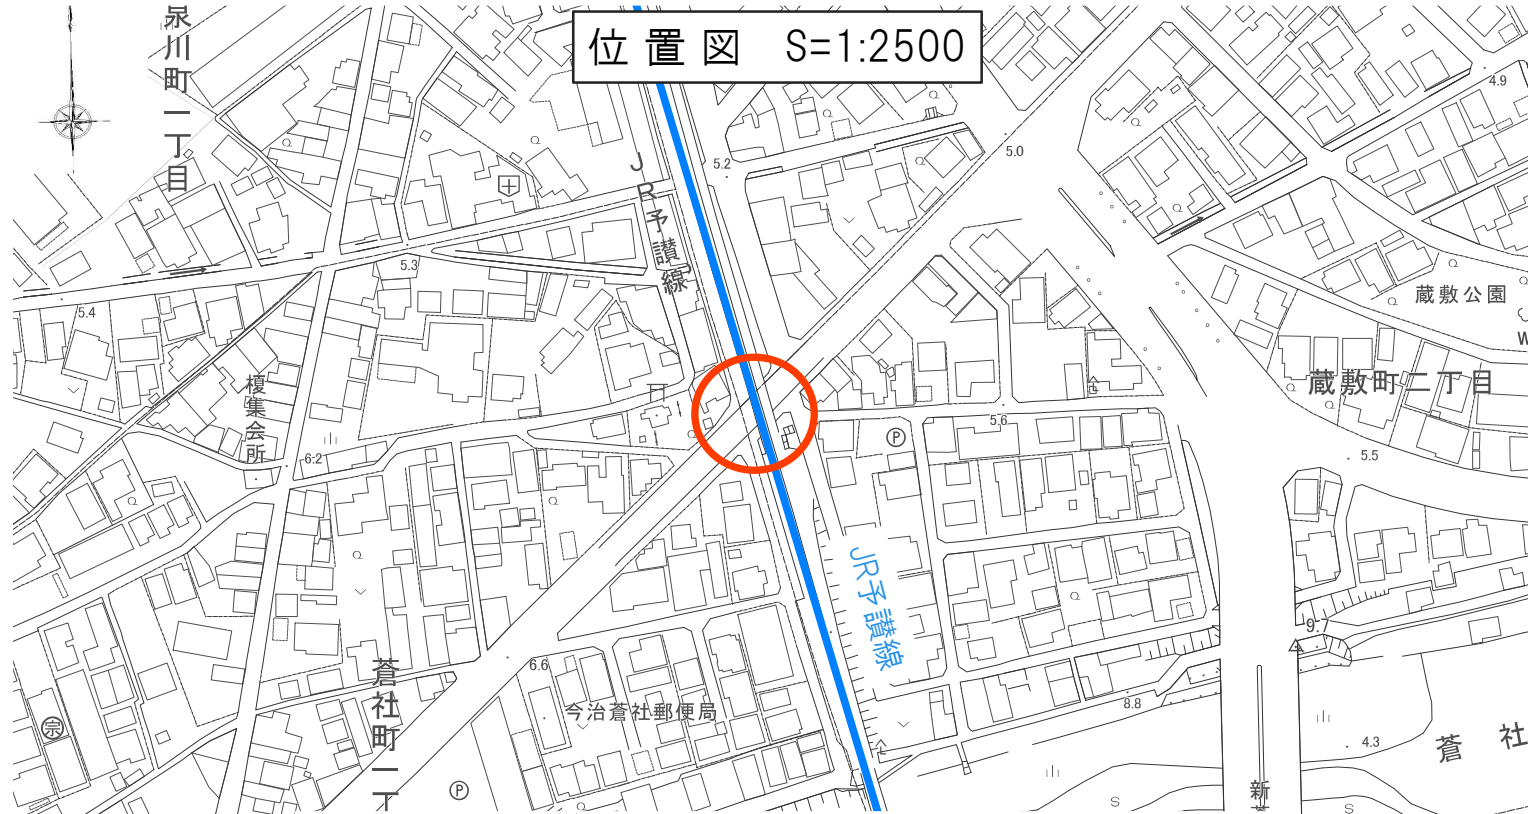 位置図 S=1:2500
泉川町一丁目
4.9
5.0
5.2
JR予讃線
5.3
5.4
蔵敷公園
W
蔵敷町二丁目
榎集会所
6.2
P
5.6
5.5
JR予讃線
9.7
6.6
蒼社町一丁
今治蒼社郵便局
8.8
宗
4.3
蒼社
P
新
S
S